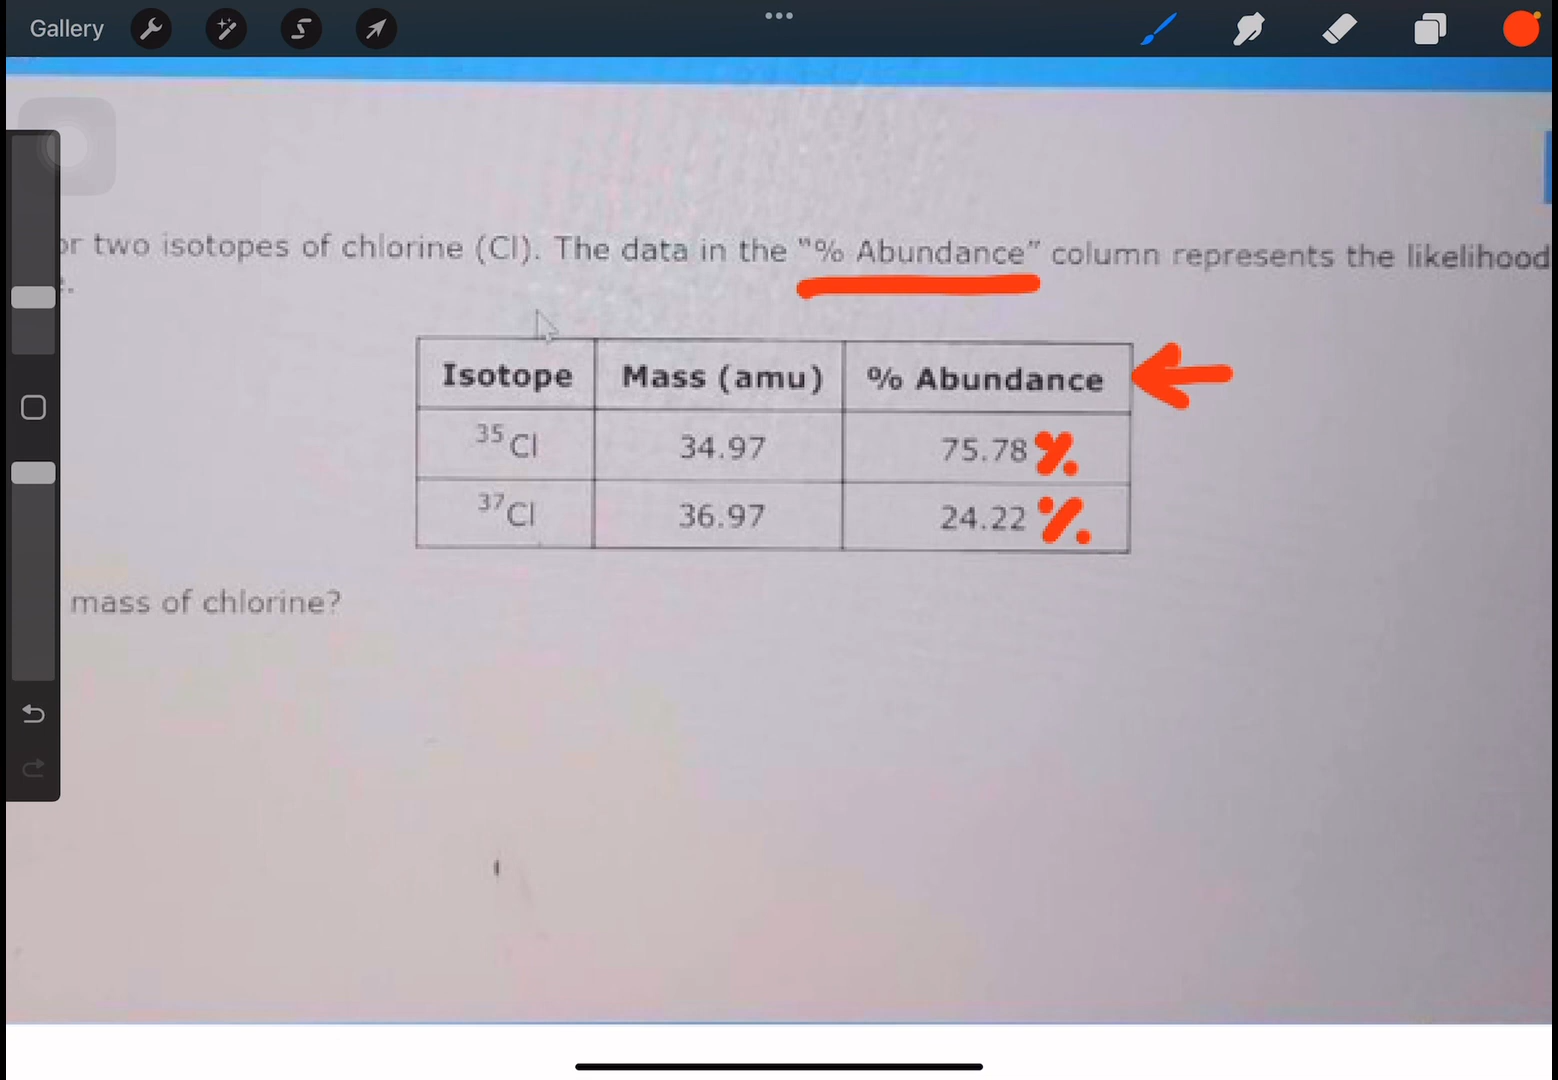 Gallery
or two isotopes of chlorine (Cl). The data in the "% Abundance" column represents the likelihood
e.
Isotope Mass (amu) % Abundance
35Cl 34.97 75.78 %
37Cl 36.97 24.22 %
mass of chlorine?